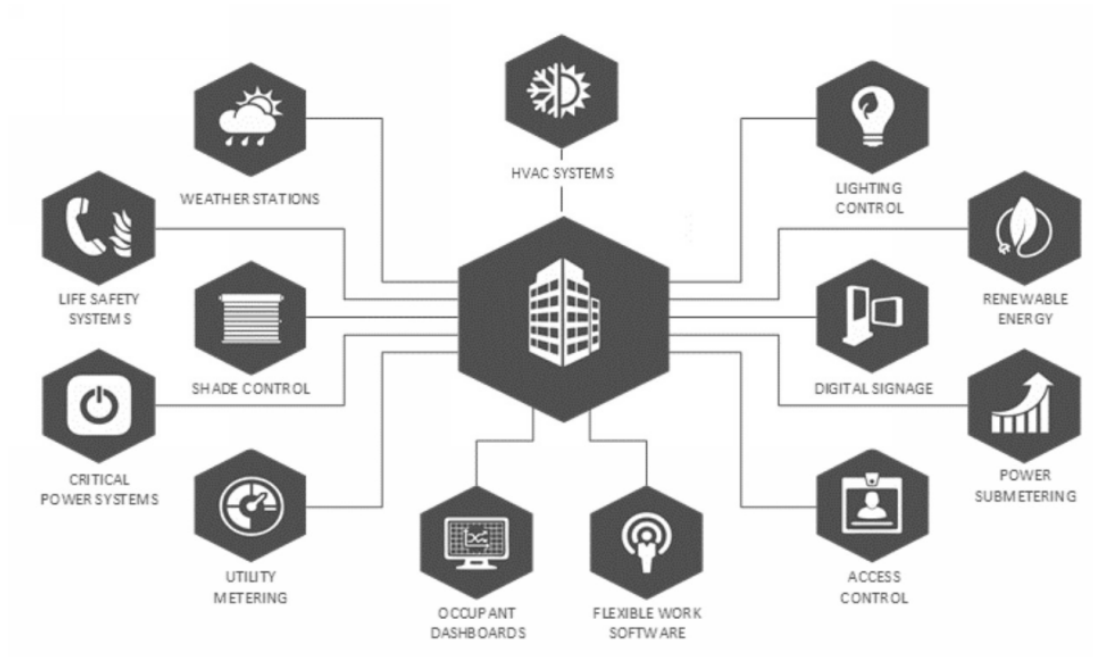 HVAC SYSTEMS
WEATHER STATIONS
LIGHTING
CONTROL
LIFE SAFETY
SYSTEMS
RENEWABLE
ENERGY
SHADE CONTROL
DIGITAL SIGNAGE
CRITICAL
POWER SYSTEMS
POWER
SUBMETERING
UTILITY
METERING
ACCESS
CONTROL
OCCUPANT
DASHBOARDS
FLEXIBLE WORK
SOFTWARE